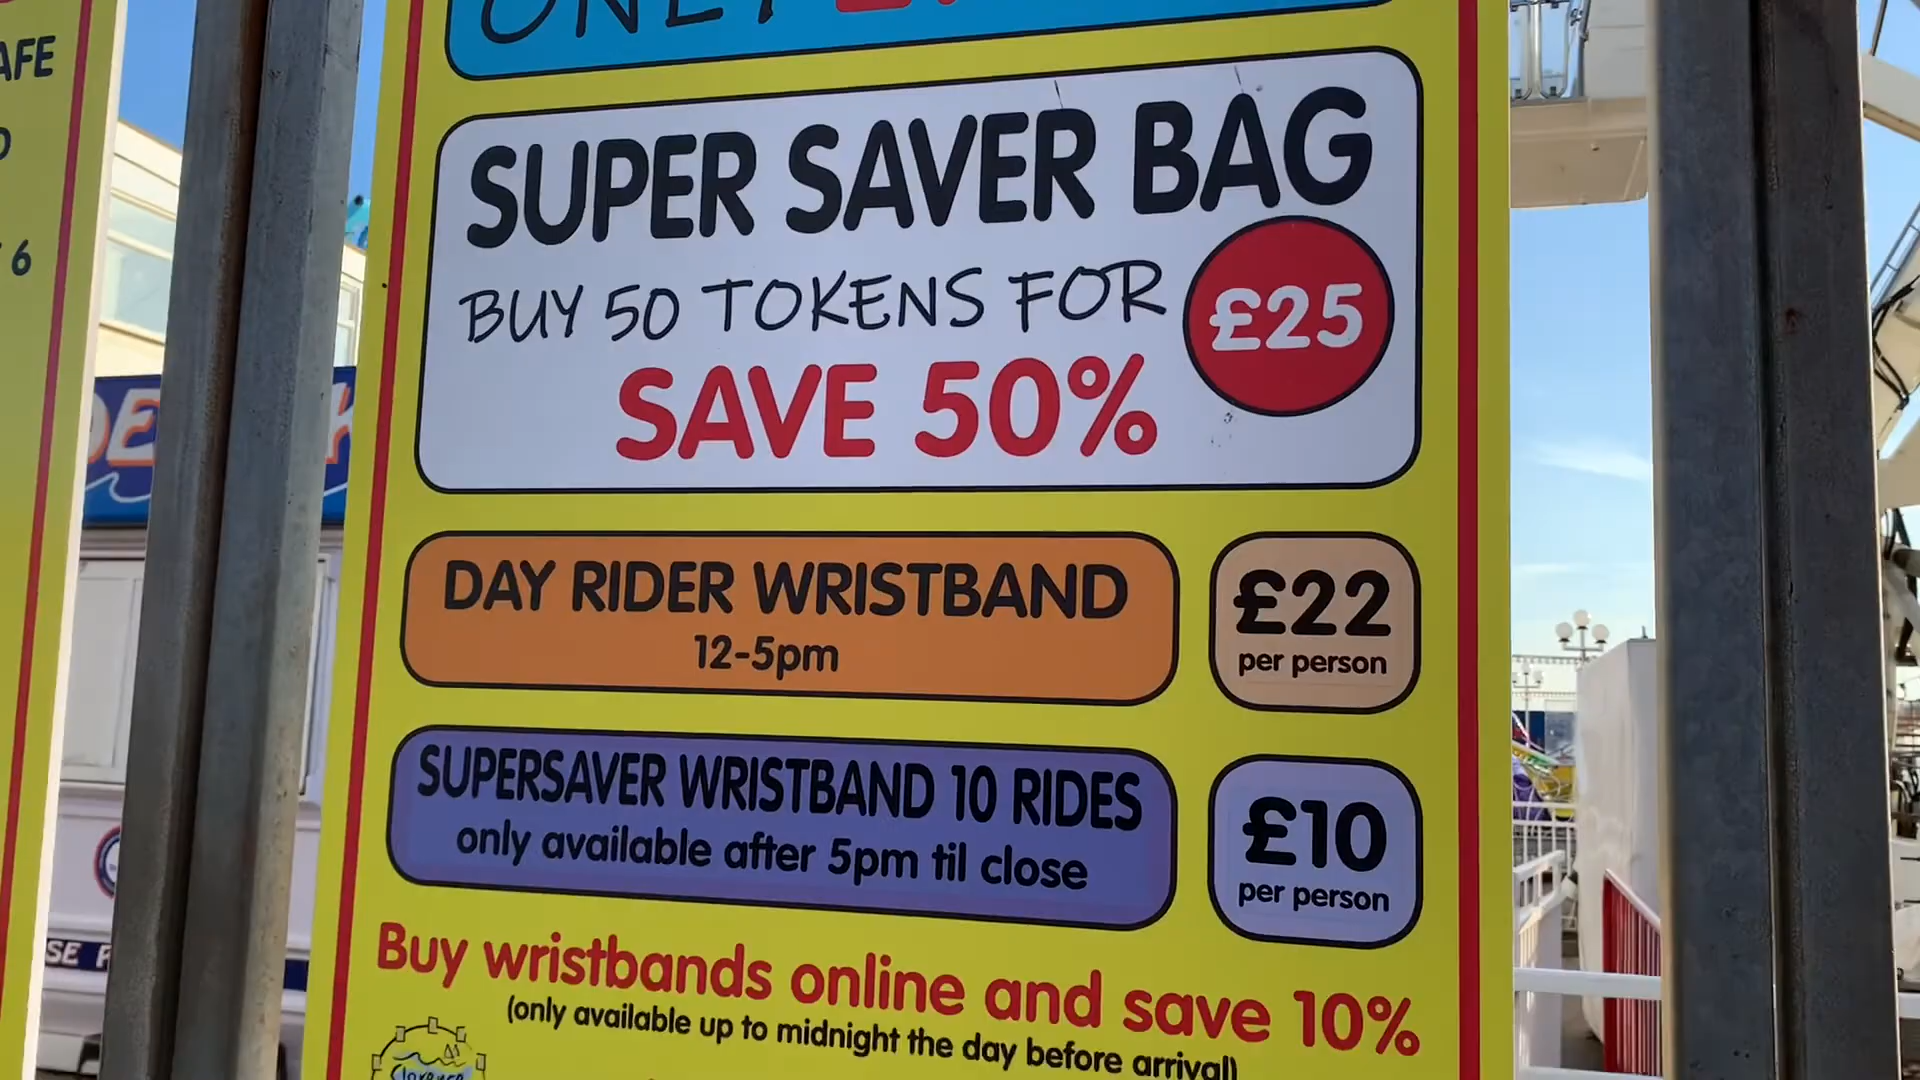 ONLY
SUPER SAVER BAG
BUY 50 TOKENS FOR £25
SAVE 50%
DAY RIDER WRISTBAND
12-5pm
£22
per person
SUPERSAVER WRISTBAND 10 RIDES
only available after 5pm til close
£10
per person
Buy wristbands online and save 10%
(only available up to midnight the day before arrival)
6